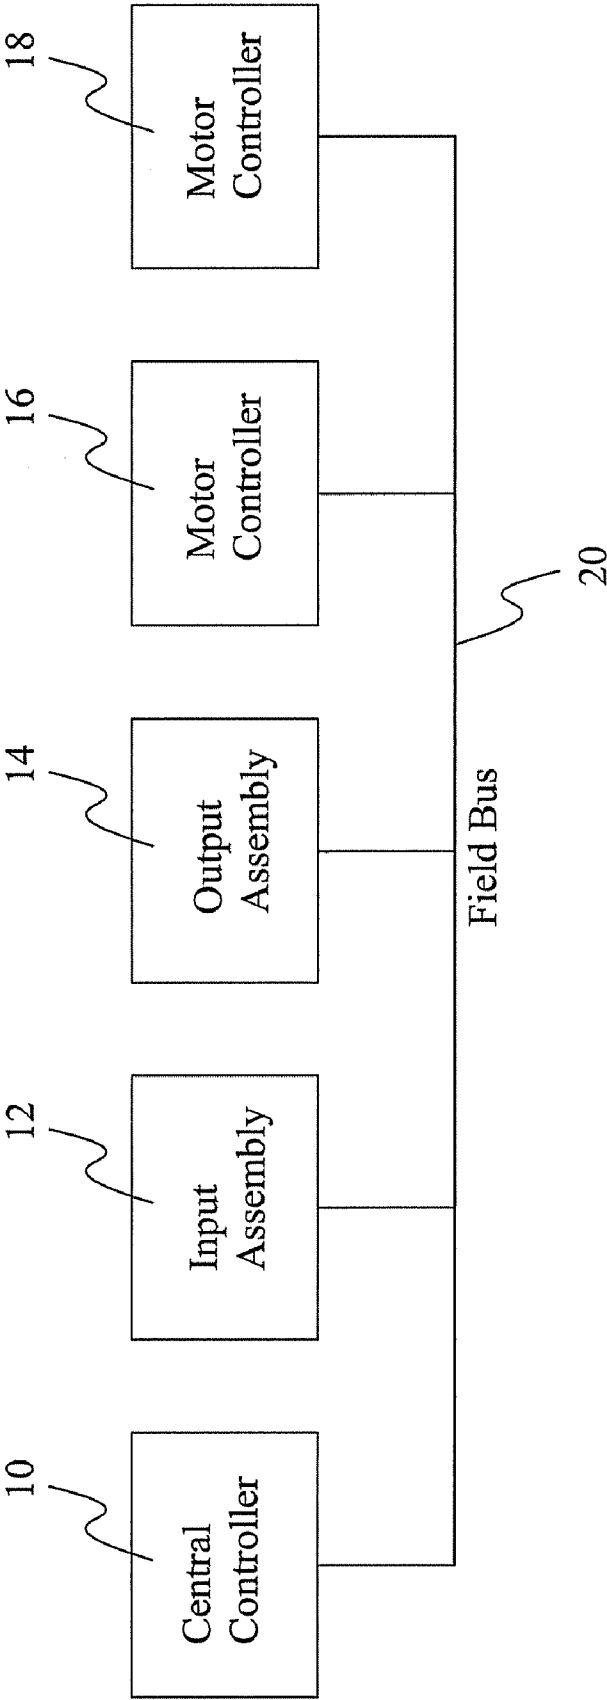 10
12
14
16
18
Central
Controller
Input
Assembly
Output
Assembly
Motor
Controller
Motor
Controller
Field Bus
20